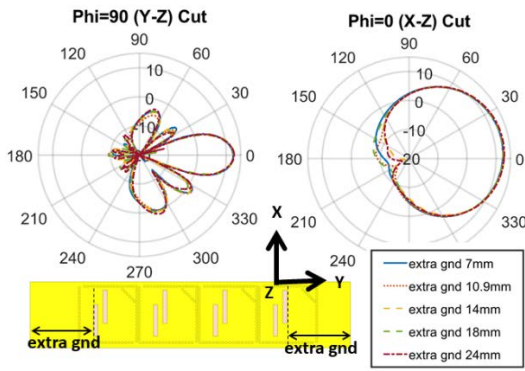 Phi=90 (Y-Z) Cut
90
120
60
10
150
30
0
-10
180
0
210
330
240
300
270
Phi=0 (X-Z) Cut
90
120
60
10
150
30
0
-10
180
-20
0
210
330
240
X
Z
Y
extra gnd
extra gnd
extra gnd 7mm
extra gnd 10.9mm
extra gnd 14mm
extra gnd 18mm
extra gnd 24mm